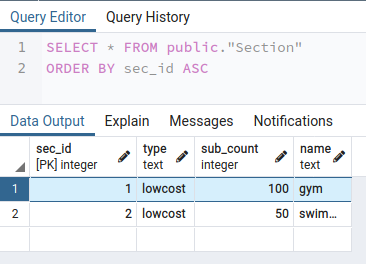 Query Editor Query History
1 SELECT * FROM public."Section"
2 ORDER BY sec_id ASC
Data Output Explain Messages Notifications
sec_id type sub_count name
[PK] integer text integer text
1 1 lowcost 100 gym
2 2 lowcost 50 swim...